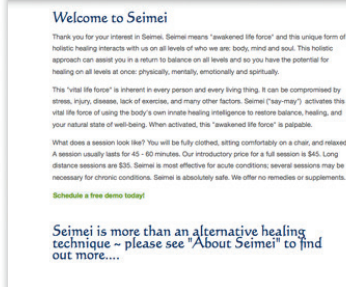 Welcome to Seimei
Thank you for your interest in Seimei. Seimei means "awakened life force" and this unique form of
holistic healing interacts with us on all levels of who we are: body, mind and soul. This holistic
approach can assist you in a return to balance on all levels and so you have the potential for
healing on all levels at once: physically, mentally, emotionally and spiritually.
This "vital life force" is inherent in every person and every living thing. It can be compromised by
stress, injury, disease, lack of exercise, and many other factors. Seimei ("say-may") activates this
vital life force of using the body's own innate healing intelligence to restore balance, healing, and
your natural state of well-being. When activated, this "awakened life force" is palpable.
What does a session look like? You will be fully clothed, sitting comfortably on a chair, and relaxed.
A session usually lasts for 45 - 60 minutes. Our introductory price for a full session is $45. Long
distance sessions are $35. Seimei is most effective for acute conditions; several sessions may be
necessary for chronic conditions. Seimei is absolutely safe. We offer no remedies or supplements.
Schedule a free demo today!
Seimei is more than an alternative healing
technique ~ please see "About Seimei" to find
out more....